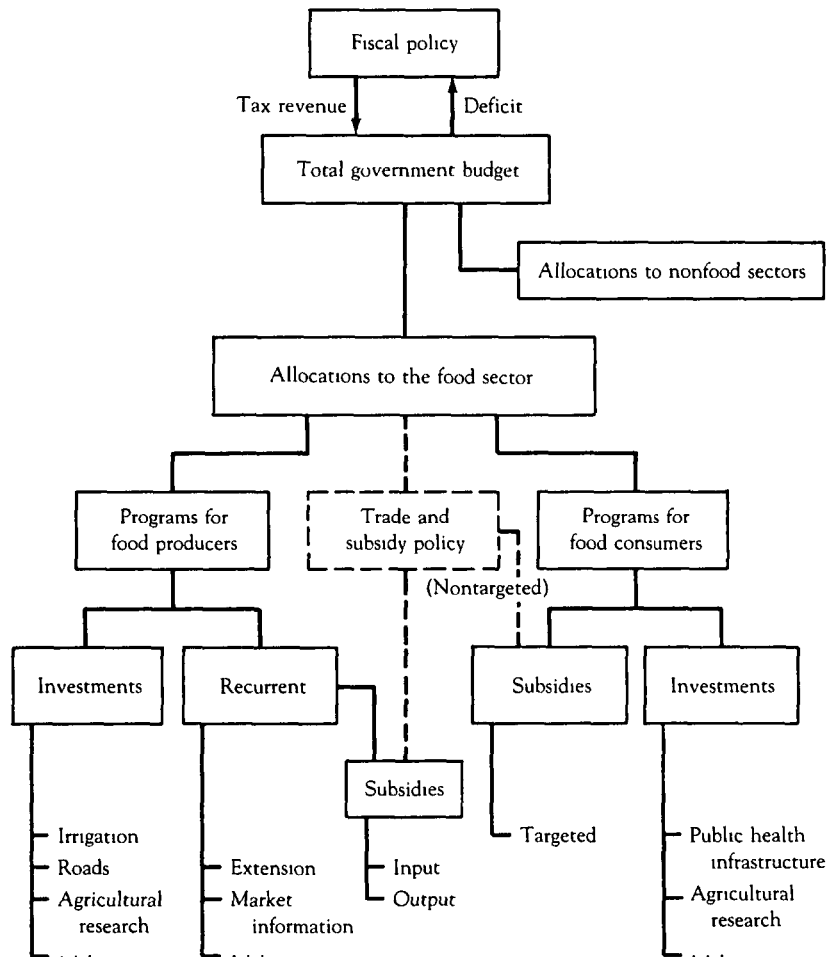 Fiscal policy
Tax revenue
Deficit
Total government budget
Allocations to nonfood sectors
Allocations to the food sector
Programs for
food producers
Trade and
subsidy policy
Programs for
food consumers
(Nontargeted)
Investments
Recurrent
Subsidies
Investments
Subsidies
Irrigation
Roads
Agricultural
research
Extension
Market
information
Input
Output
Targeted
Public health
infrastructure
Agricultural
research